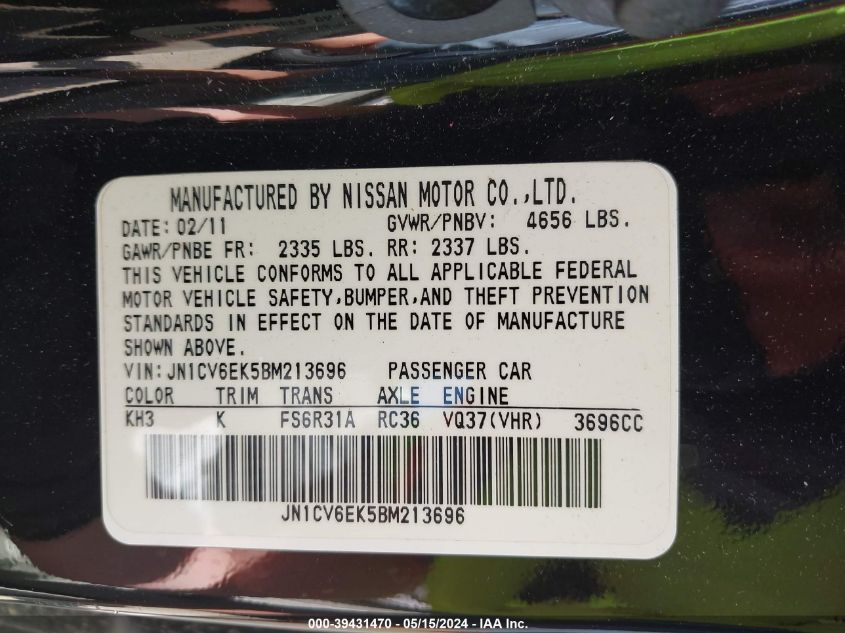 MANUFACTURED BY NISSAN MOTOR CO.,LTD.
DATE: 02/11 GVWR/PNBV: 4656 LBS.
GAWR/PNBE FR: 2335 LBS. RR: 2337 LBS.
THIS VEHICLE CONFORMS TO ALL APPLICABLE FEDERAL
MOTOR VEHICLE SAFETY,BUMPER,AND THEFT PREVENTION
STANDARDS IN EFFECT ON THE DATE OF MANUFACTURE
SHOWN ABOVE.
VIN:JN1CV6EK5BM213696 PASSENGER CAR
COLOR TRIM TRANS AXLE ENGINE
KH3 K FS6R31A RC36 VQ37(VHR) 3696CC
JN1CV6EK5BM213696
000-39431470 - 05/15/2024 - IAA Inc.